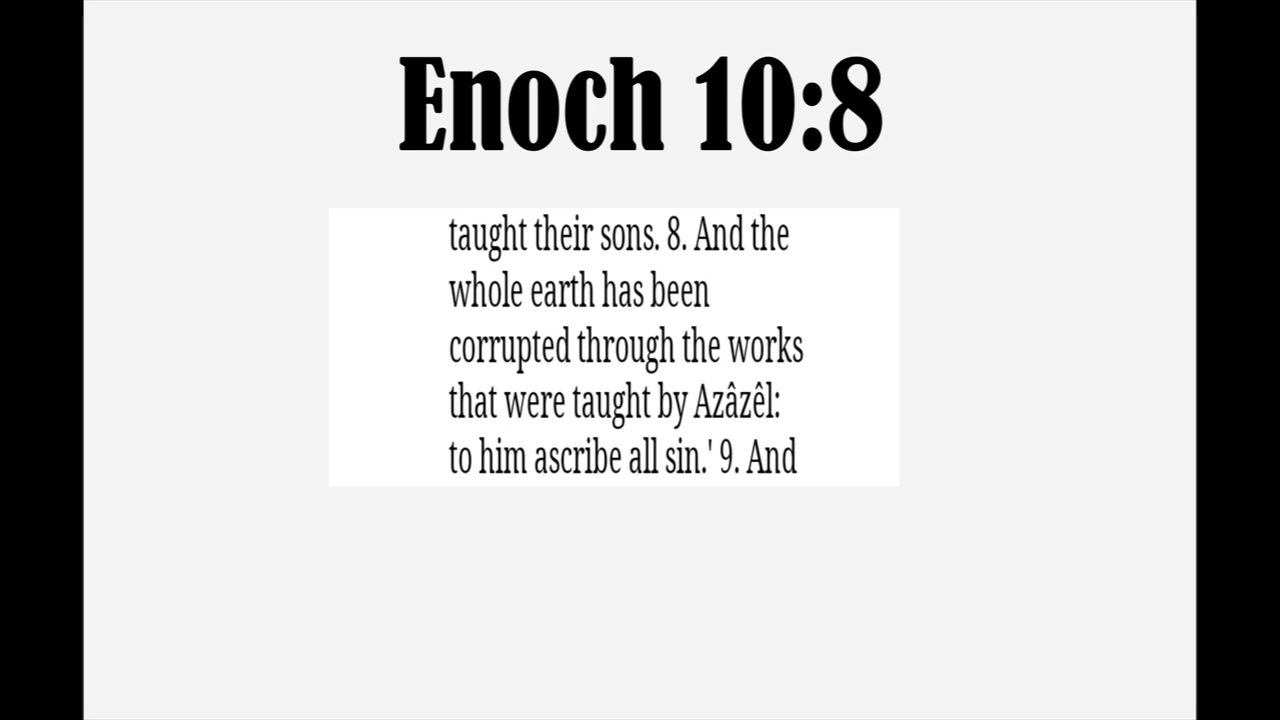 Enoch 10:8
taught their sons. 8. And the
whole earth has been
corrupted through the works
that were taught by Azâzêl:
to him ascribe all sin.' 9. And